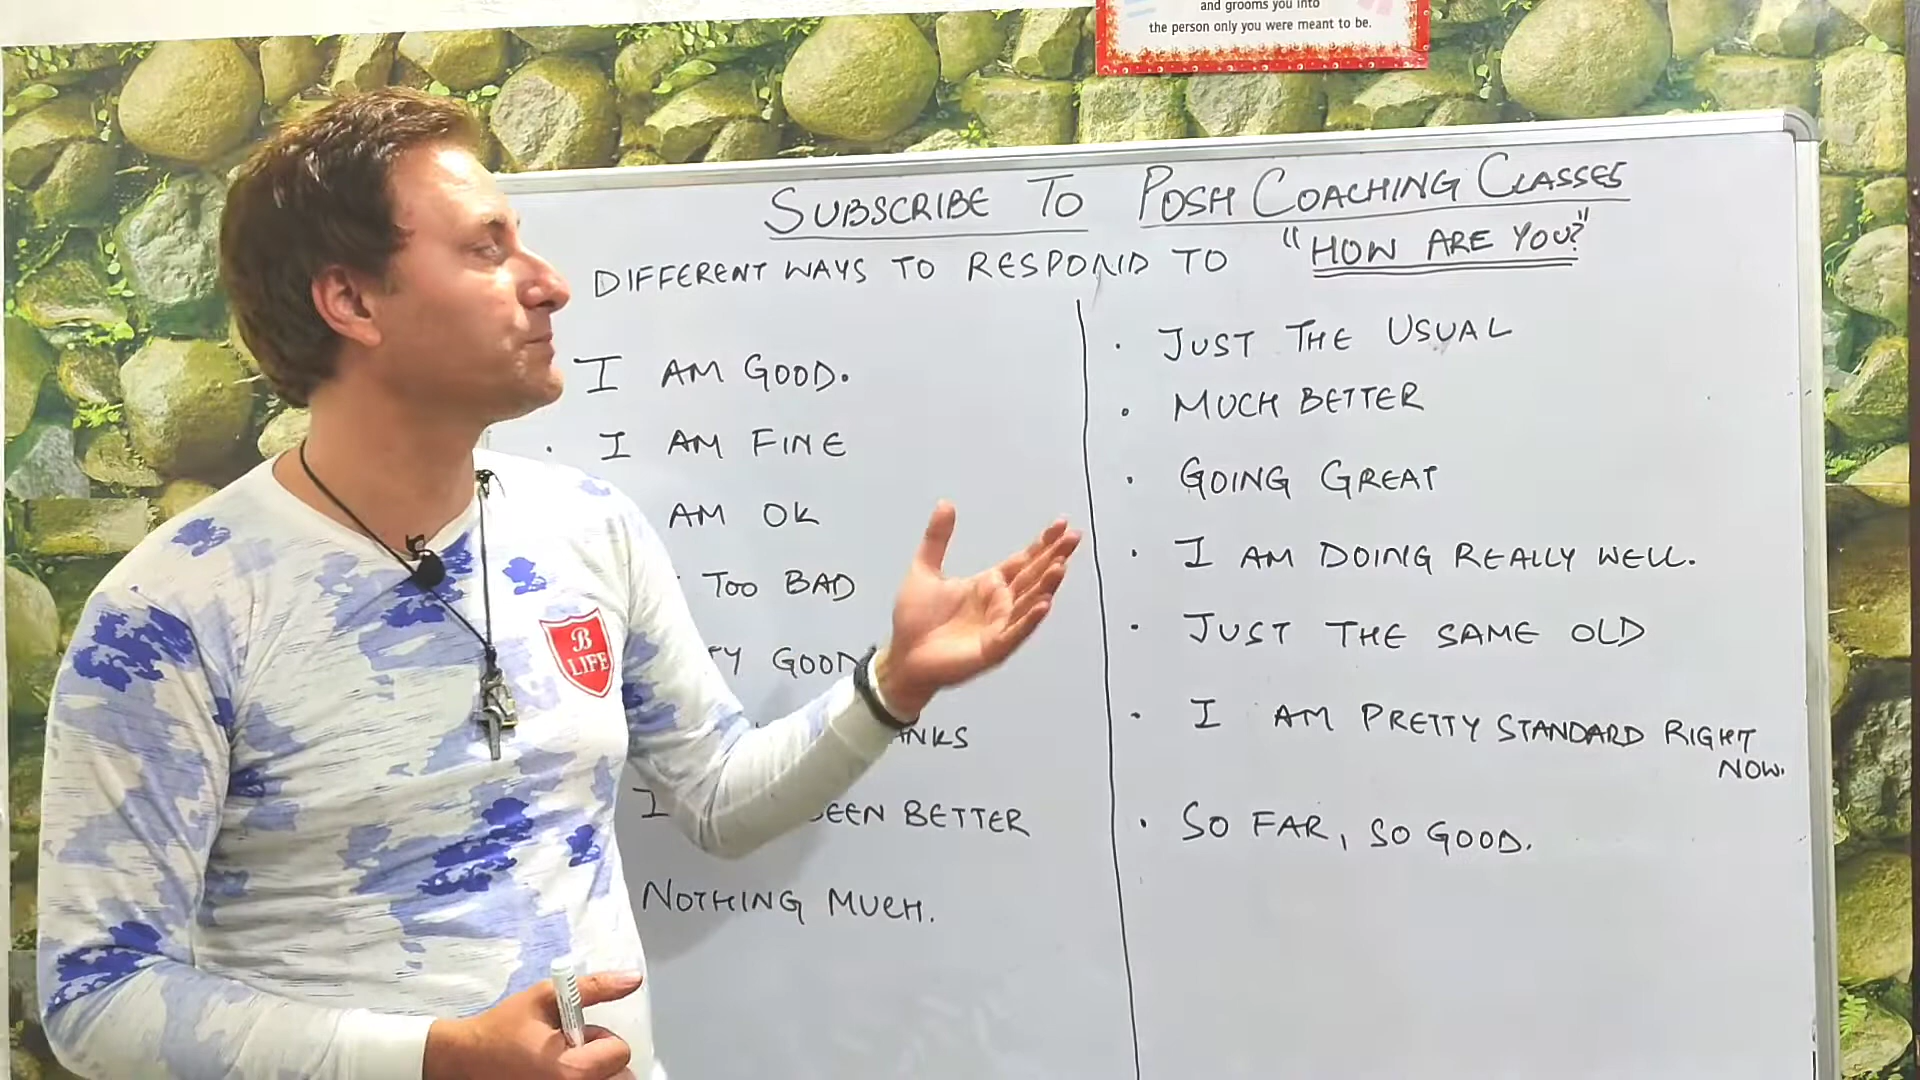 and grooms you into
the person only you were meant to be.
SUBSCRIBE TO POSH COACHING CLASSES
DIFFERENT WAYS TO RESPOND TO "HOW ARE YOU?"
I AM GOOD.
· I AM FINE
AM OK
TOO BAD
GOOD
I BETTER
NOTHING MUCH.
· JUST THE USUAL
· MUCH BETTER
· GOING GREAT
· I AM DOING REALLY WELL.
· JUST THE SAME OLD
· I AM PRETTY STANDARD RIGHT
NOW.
· SO FAR, SO GOOD.
B
LIFE